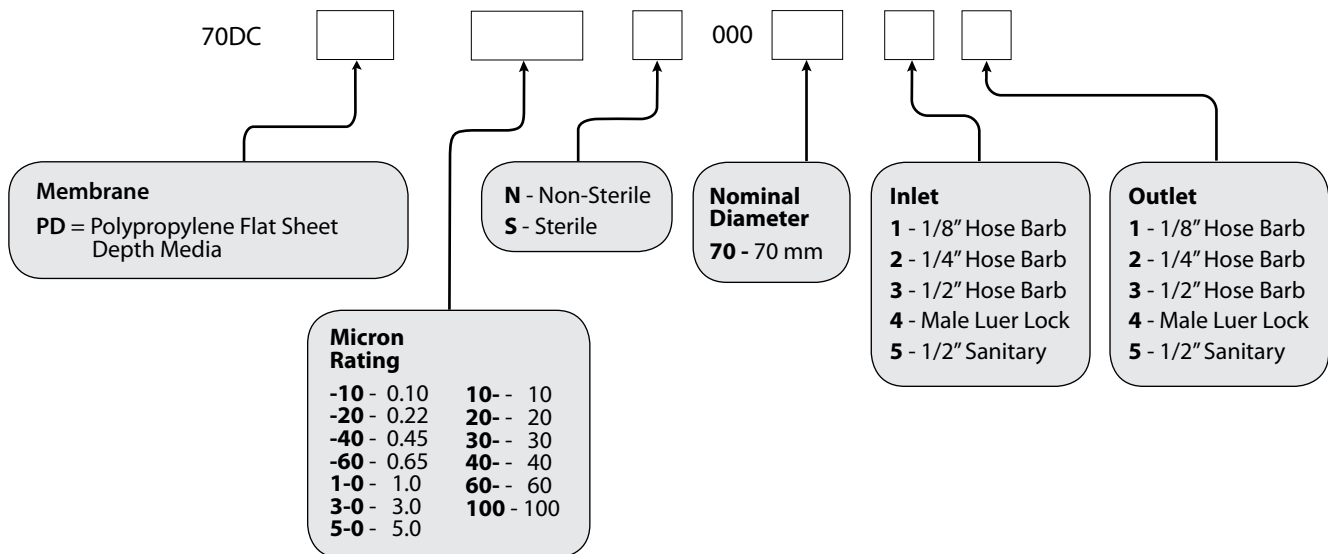 70DC 000
Membrane
PD = Polypropylene Flat Sheet
Depth Media
Micron
Rating
-10 - 0.10
-20 - 0.22
-40 - 0.45
-60 - 0.65
1-0 - 1.0
3-0 - 3.0
5-0 - 5.0
10- - 10
20- - 20
30- - 30
40- - 40
60- - 60
100 - 100
N - Non-Sterile
S - Sterile
Nominal
Diameter
70 - 70 mm
Inlet
1 - 1/8” Hose Barb
2 - 1/4” Hose Barb
3 - 1/2” Hose Barb
4 - Male Luer Lock
5 - 1/2” Sanitary
Outlet
1 - 1/8” Hose Barb
2 - 1/4” Hose Barb
3 - 1/2” Hose Barb
4 - Male Luer Lock
5 - 1/2” Sanitary